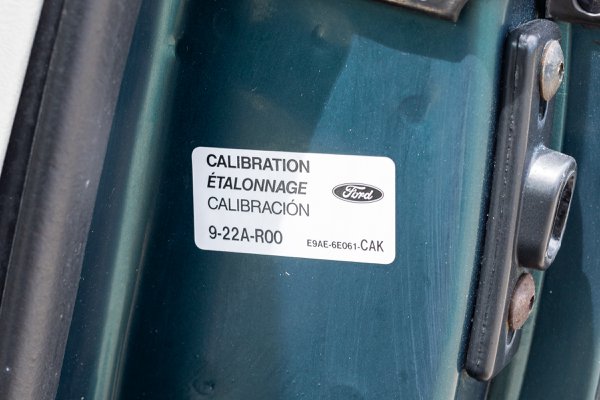 CALIBRATION
ÉTALONNAGE
CALIBRACIÓN
Ford
9-22A-R00 E9AE-6E061-CAK